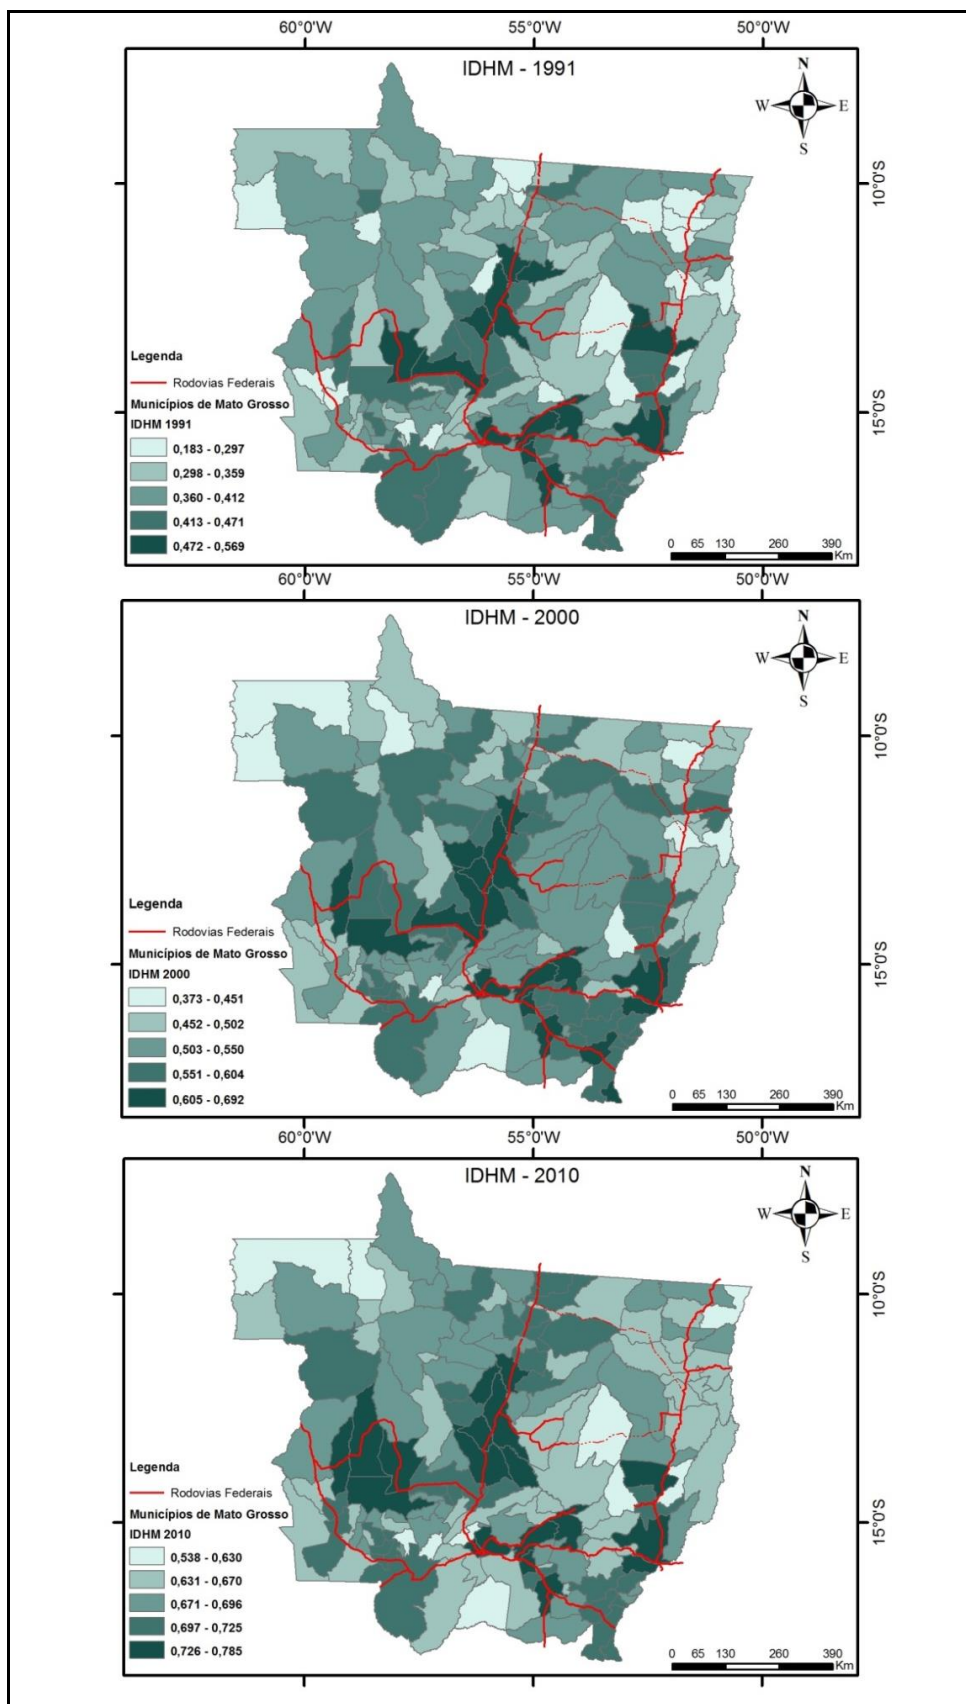 60°0'W 55°0'W 50°0'W
IDHM - 1991
N
W E
S
10°0'S
15°0'S
Legenda
Rodovias Federais
Municípios de Mato Grosso
IDHM 1991
0,183 - 0,297
0,298 - 0,359
0,360 - 0,412
0,413 - 0,471
0,472 - 0,569
0 65 130 260 390
Km
60°0'W 55°0'W 50°0'W
IDHM - 2000
N
W E
S
10°0'S
15°0'S
Legenda
Rodovias Federais
Municípios de Mato Grosso
IDHM 2000
0,373 - 0,451
0,452 - 0,502
0,503 - 0,550
0,551 - 0,604
0,605 - 0,692
0 65 130 260 390
Km
60°0'W 55°0'W 50°0'W
IDHM - 2010
N
W E
S
10°0'S
15°0'S
Legenda
Rodovias Federais
Municípios de Mato Grosso
IDHM 2010
0,538 - 0,630
0,631 - 0,670
0,671 - 0,696
0,697 - 0,725
0,726 - 0,785
0 65 130 260 390
Km